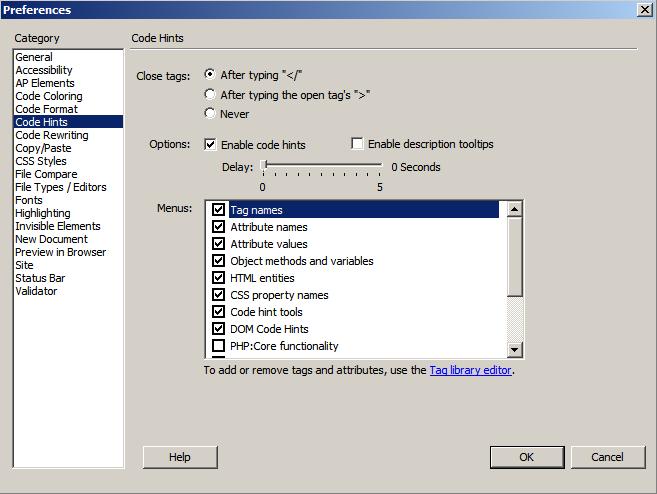 Preferences
Category
General
Accessibility
AP Elements
Code Coloring
Code Format
Code Hints
Code Rewriting
Copy/Paste
CSS Styles
File Compare
File Types / Editors
Fonts
Highlighting
Invisible Elements
New Document
Preview in Browser
Site
Status Bar
Validator
Code Hints
Close tags: After typing "</"
After typing the open tag's ">"
Never
Options: Enable code hints Enable description tooltips
Delay: 0 Seconds
0 5
Menus: Tag names
Attribute names
Attribute values
Object methods and variables
HTML entities
CSS property names
Code hint tools
DOM Code Hints
PHP:Core functionality
To add or remove tags and attributes, use the Tag library editor.
Help OK Cancel